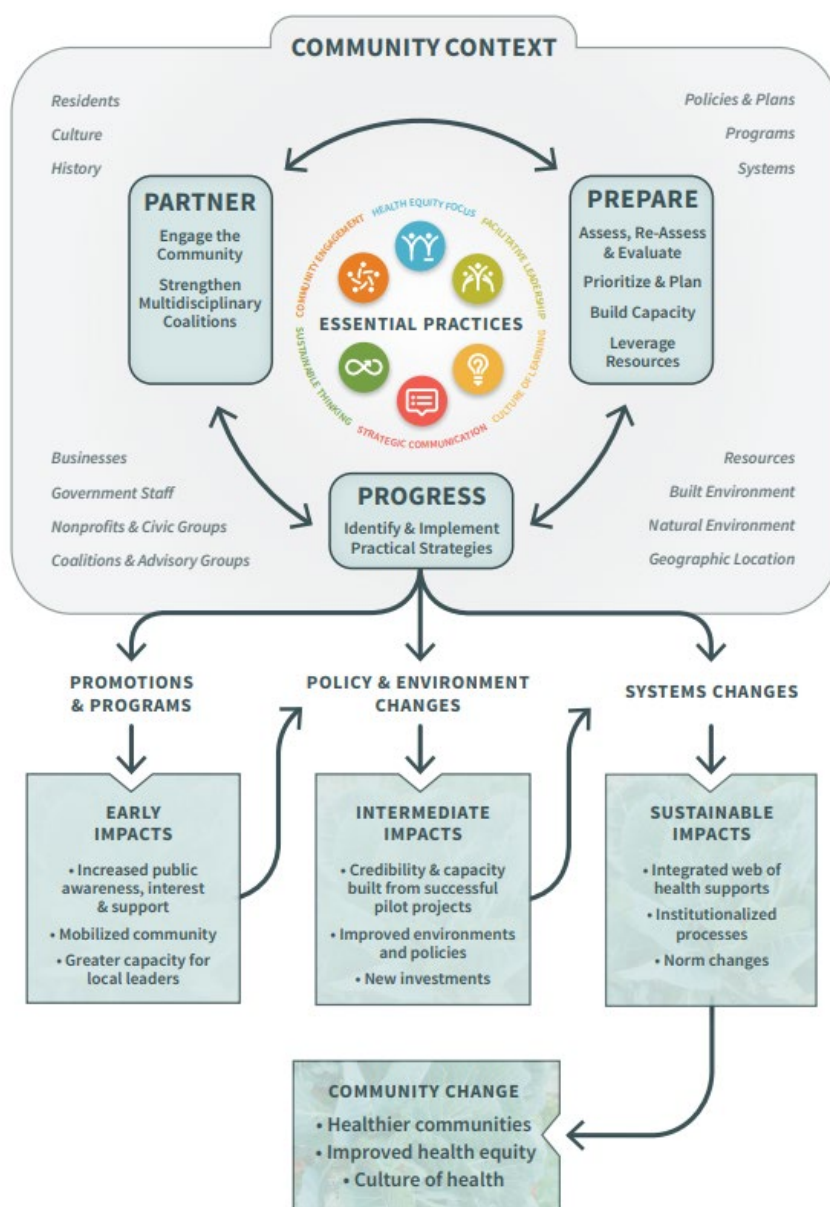 COMMUNITY CONTEXT
Residents
Culture
History
Policies & Plans
Programs
Systems
PARTNER
Engage the
Community
Strengthen
Multidisciplinary
Coalitions
HEALTH EQUITY FOCUS
FACILITATIVE LEADERSHIP
CULTURE OF LEARNING
STRATEGIC COMMUNICATION
SUSTAINABLE THINKING
COMMUNITY ENGAGEMENT
ESSENTIAL PRACTICES
PREPARE
Assess, Re-Assess
& Evaluate
Prioritize & Plan
Build Capacity
Leverage
Resources
Businesses
Government Staff
Nonprofits & Civic Groups
Coalitions & Advisory Groups
PROGRESS
Identify & Implement
Practical Strategies
Resources
Built Environment
Natural Environment
Geographic Location
PROMOTIONS
& PROGRAMS
POLICY & ENVIRONMENT
CHANGES
SYSTEMS CHANGES
EARLY
IMPACTS
• Increased public
awareness, interest
& support
• Mobilized community
• Greater capacity for
local leaders
INTERMEDIATE
IMPACTS
• Credibility & capacity
built from successful
pilot projects
• Improved environments
and policies
• New investments
SUSTAINABLE
IMPACTS
• Integrated web of
health supports
• Institutionalized
processes
• Norm changes
COMMUNITY CHANGE
• Healthier communities
• Improved health equity
• Culture of health